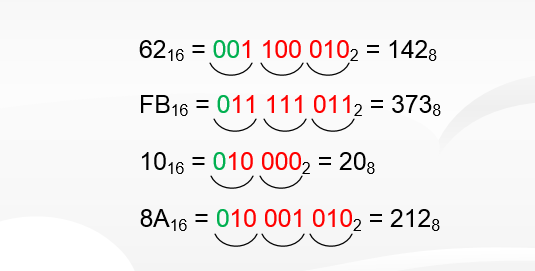 62₁₆ = 001 100 010₂ = 142₈
FB₁₆ = 011 111 011₂ = 373₈
10₁₆ = 010 000₂ = 20₈
8A₁₆ = 010 001 010₂ = 212₈